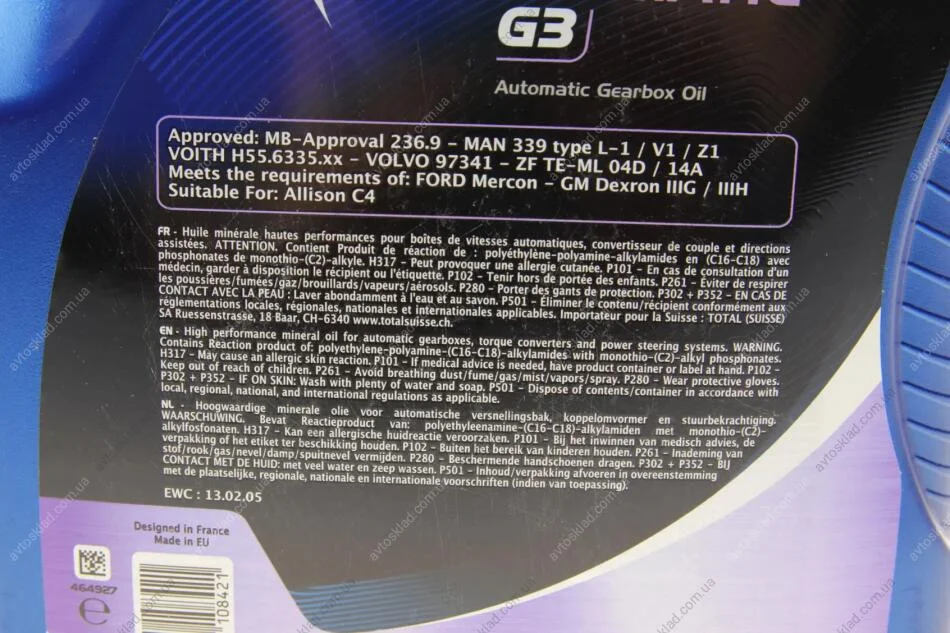 G3
Automatic Gearbox Oil
Approved: MB-Approval 236.9 - MAN 339 type L-1 / V1 / Z1
VOITH H55.6335.xx - VOLVO 97341 - ZF TE-ML 04D / 14A
Meets the requirements of: FORD Mercon - GM Dexron IIIG / IIIH
Suitable For: Allison C4
FR - Huile minérale hautes performances pour boîtes de vitesses automatiques, convertisseur de couple et directions
assistées. ATTENTION. Contient Produit de réaction de : polyéthylène-polyamine-alkylamides en (C16-C18) avec
phosphonates de monothio-(C2)-alkyle. H317 - Peut provoquer une allergie cutanée. P101 - En cas de consultation d'un
médecin, garder à disposition le récipient ou l'étiquette. P102 - Tenir hors de portée des enfants. P261 - Éviter de respirer
les poussières/fumées/gaz/brouillards/vapeurs/aérosols. P280 - Porter des gants de protection. P302 + P352 - EN CAS DE
CONTACT AVEC LA PEAU : Laver abondamment à l'eau et au savon. P501 - Éliminer le contenu/récipient conformément aux
réglementations locales, régionales, nationales et internationales applicables. Importateur pour la Suisse : TOTAL (SUISSE)
SA Ruessenstrasse, 18 Baar, CH-6340 www.totalsuisse.ch.
EN - High performance mineral oil for automatic gearboxes, torque converters and power steering systems. WARNING.
Contains Reaction product of: polyethylene-polyamine-(C16-C18)-alkylamides with monothio-(C2)-alkyl phosphonates.
H317 - May cause an allergic skin reaction. P101 - If medical advice is needed, have product container or label at hand. P102 -
Keep out of reach of children. P261 - Avoid breathing dust/fume/gas/mist/vapors/spray. P280 - Wear protective gloves.
P302 + P352 - IF ON SKIN: Wash with plenty of water and soap. P501 - Dispose of contents/container in accordance with
local, regional, national, and international regulations as applicable.
NL - Hoogwaardige minerale olie voor automatische versnellingsbak, koppelomvormer en stuurbekrachtiging.
WAARSCHUWING. Bevat Reactieproduct van: polyethyleenamine-(C16-C18)-alkylamiden met monothio-(C2)-
alkylfosfonaten. H317 - Kan een allergische huidreactie veroorzaken. P101 - Bij het inwinnen van medisch advies, de
verpakking of het etiket ter beschikking houden. P102 - Buiten het bereik van kinderen houden. P261 - Inademing van
stof/rook/gas/nevel/damp/spuitnevel vermijden. P280 - Beschermende handschoenen dragen. P302 + P352 - BIJ
CONTACT MET DE HUID: met veel water en zeep wassen. P501 - Inhoud/verpakking afvoeren in overeenstemming
met de plaatselijke, regionale, nationale en internationale voorschriften (indien van toepassing).
EWC : 13.02.05
Designed in France
Made in EU
464927
e
108421
avtosklad.com.ua